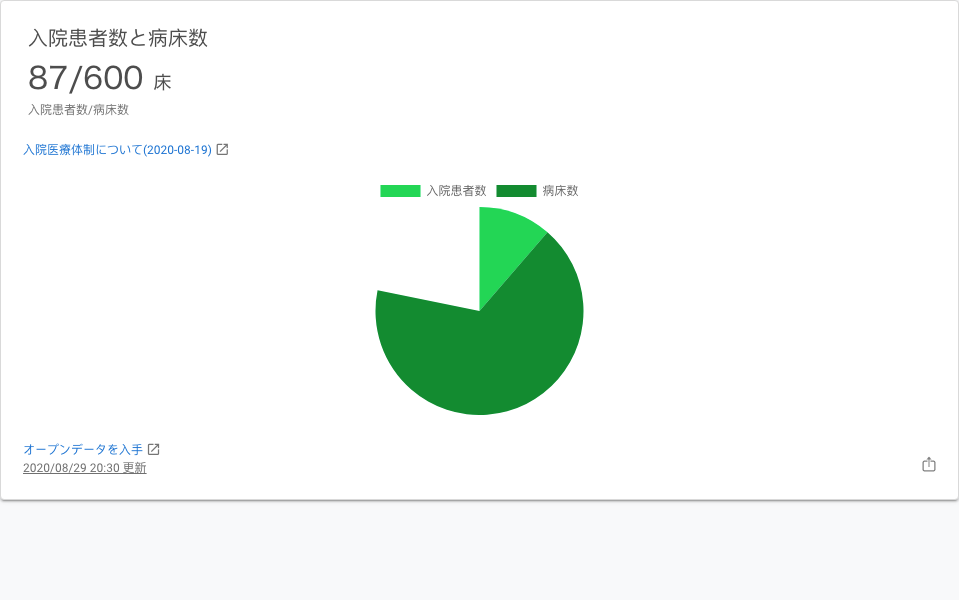 入院患者数と病床数
87/600 床
入院患者数/病床数
入院医療体制について(2020-08-19)
入院患者数 病床数
オープンデータを入手
2020/08/29 20:30 更新